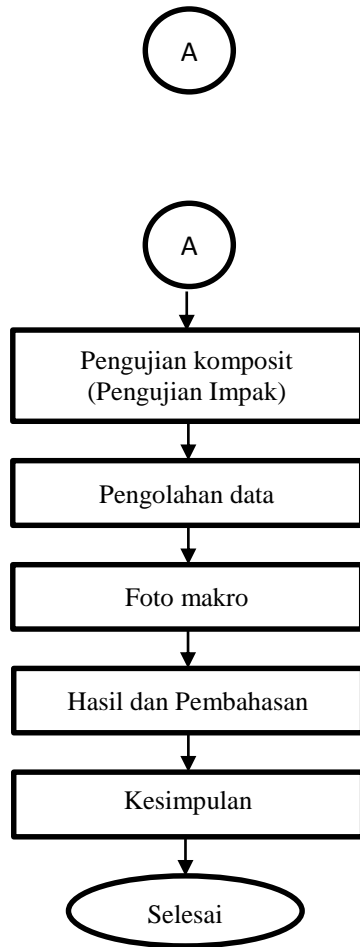 A
A
Pengujian komposit
(Pengujian Impak)
Pengolahan data
Foto makro
Hasil dan Pembahasan
Kesimpulan
Selesai